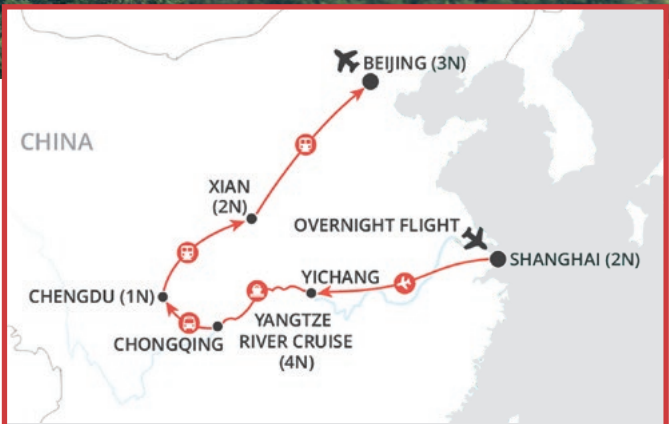 BEIJING (3N)
CHINA
XIAN
(2N)
OVERNIGHT FLIGHT
SHANGHAI (2N)
YICHANG
CHENGDU (1N)
CHONGQING
YANGTZE
RIVER CRUISE
(4N)